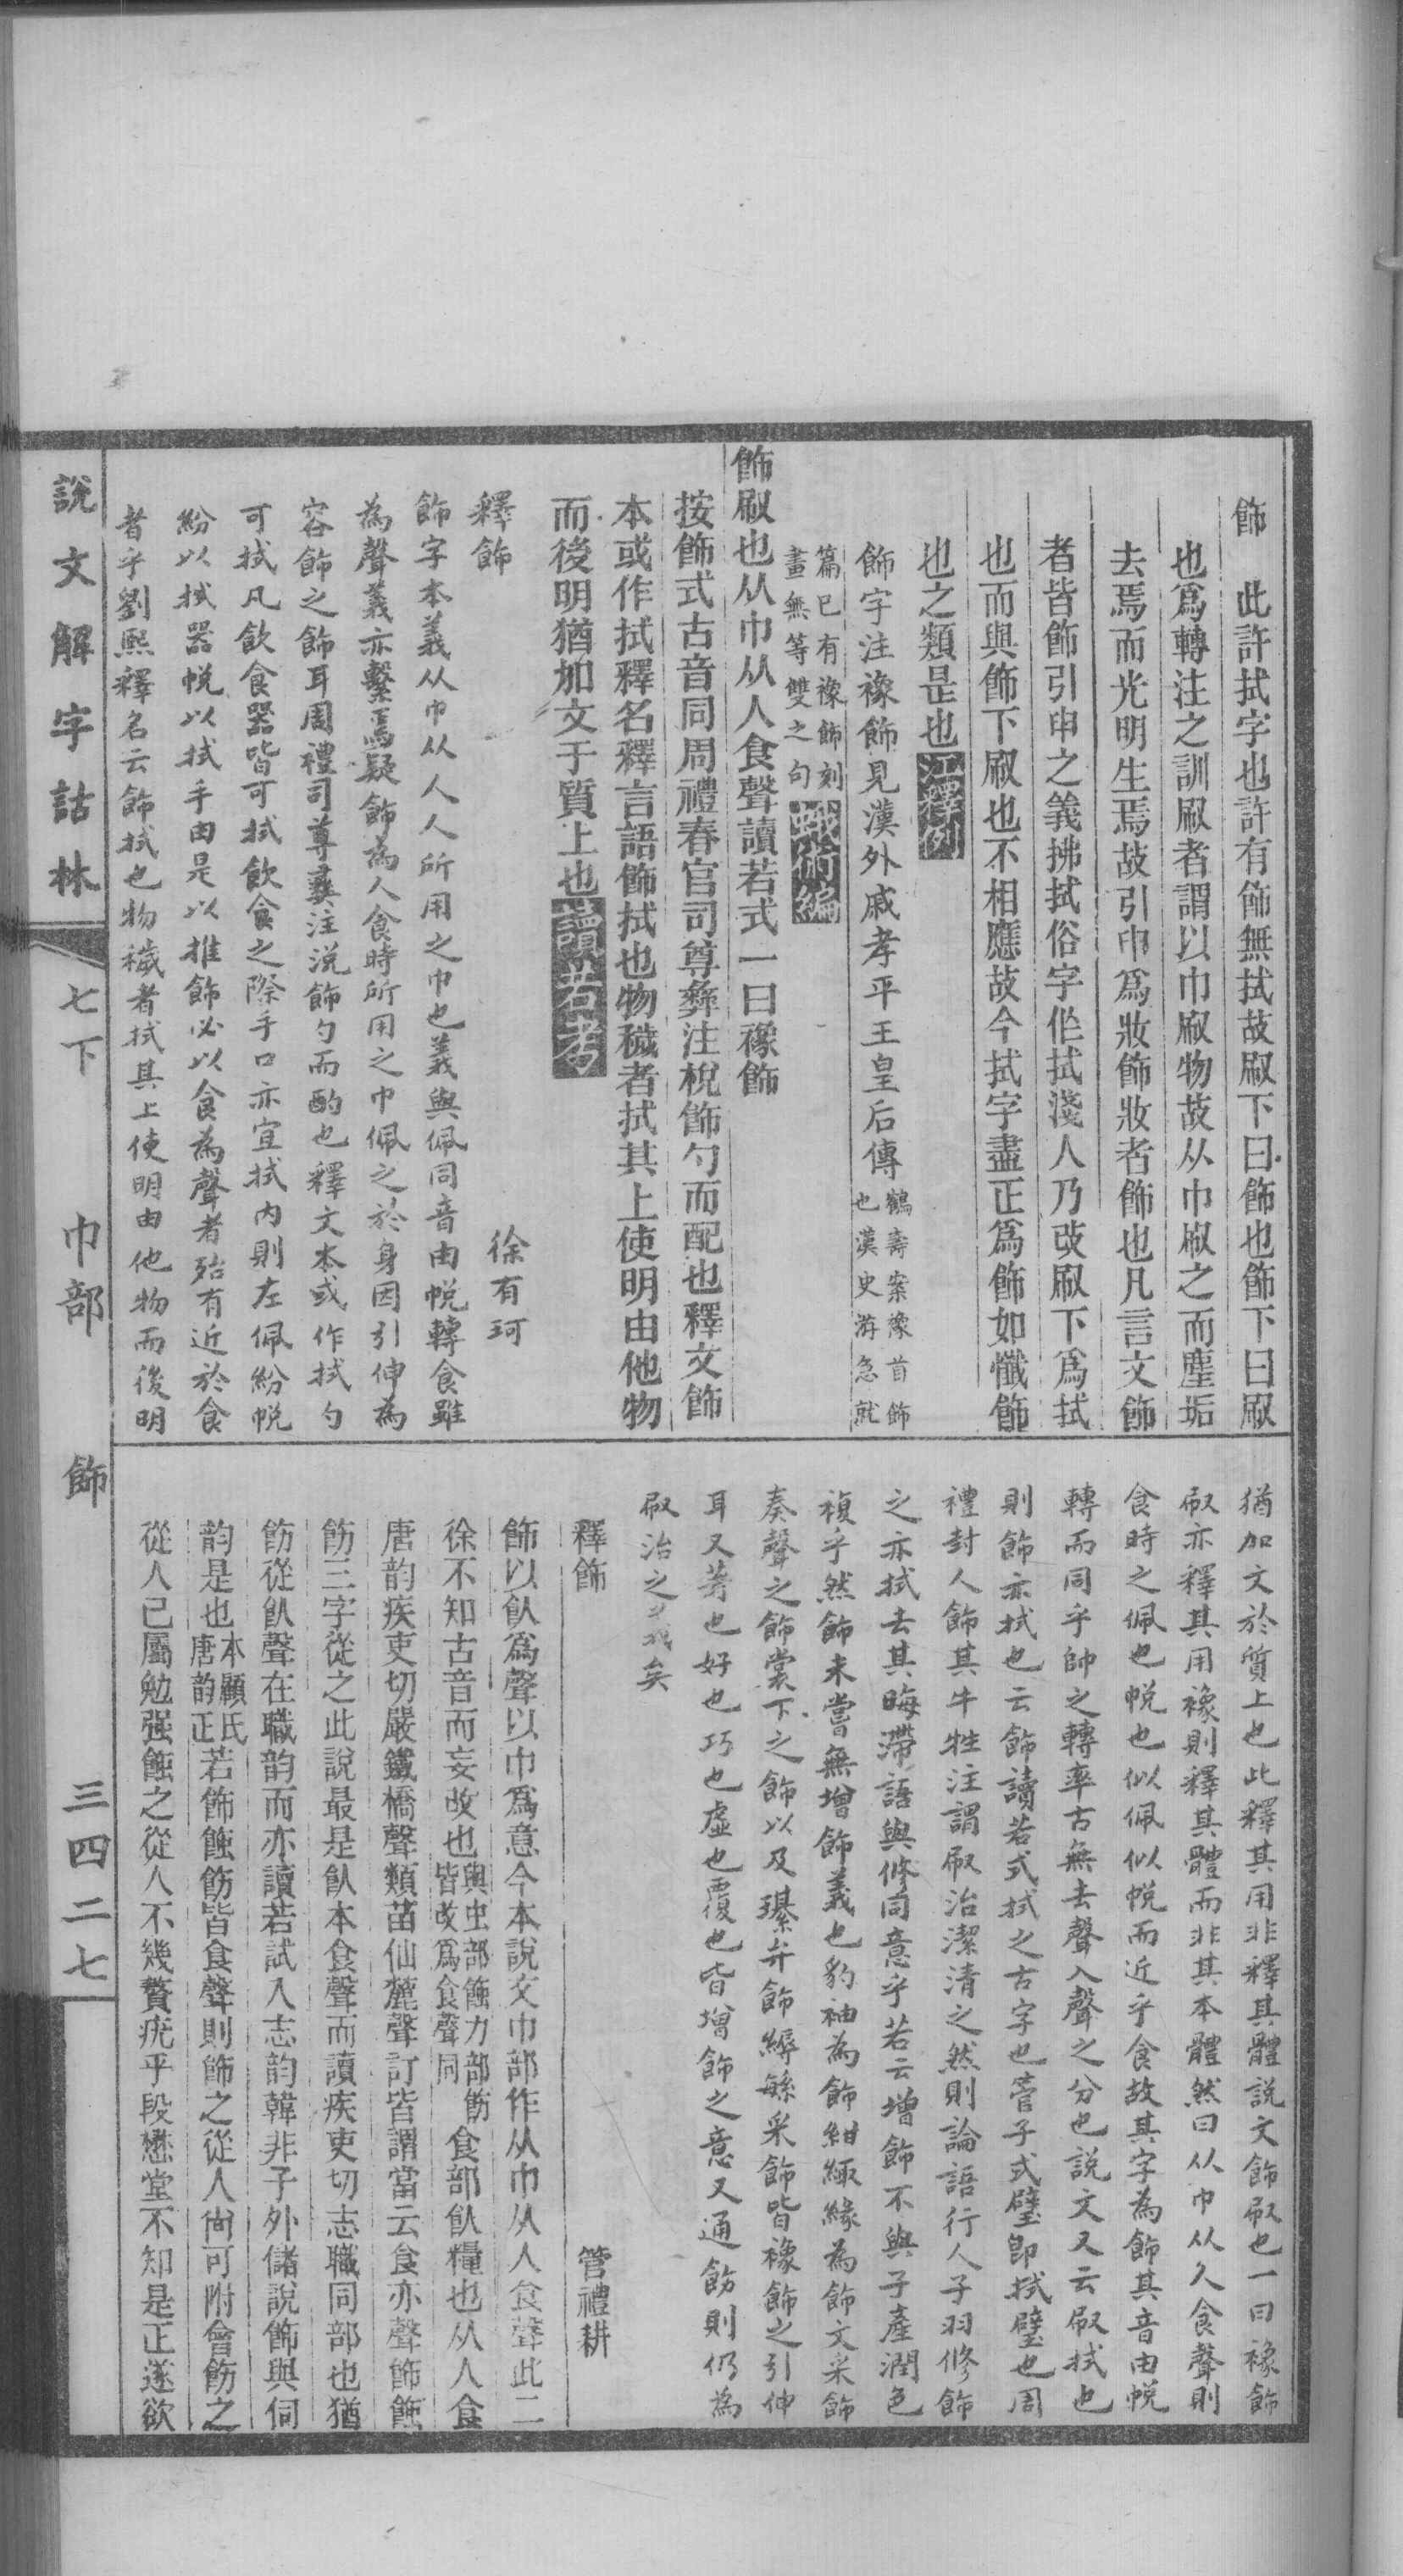 飾　此許拭字也許有飾無拭故㕞下曰飾也飾下曰㕞
也爲轉注之訓㕞者謂以巾㕞物故从巾㕞之而塵垢
去焉而光明生焉故引申爲妝飾妝者飾也凡言文飾
者皆飾引申之義拂拭俗字作拭淺人乃改㕞下爲拭
也而與飾下㕞也不相應故今拭字盡正爲飾如懺飾
也之類是也江釋例
飾字注襐飾見漢外戚孝平王皇后傳鶴壽案襐首飾
也漢史游急就
篇已有襐飾刻
畫無等雙之句蛾術編
飾㕞也从巾从人食聲讀若式一曰襐飾
按飾式古音同周禮春官司尊彝注梲飾勺而配也釋文飾
本或作拭釋名釋言語飾拭也物穢者拭其上使明由他物
而後明猶加文于質上也讀若考
釋飾　徐有珂
飾字本義从巾从人人所用之巾也義與佩同音由帨轉食雖
為聲義亦繫焉疑飾為人食時所用之巾佩之於身因引伸為
容飾之飾耳周禮司尊彝注涗飾勺而酌也釋文本或作拭勺
可拭凡飲食器皆可拭飲食之際手口亦宜拭內則左佩紛帨
紛以拭器帨以拭手由是以推飾必以食為聲者殆有近於食
者乎劉熙釋名云飾拭也物穢者拭其上使明由他物而後明
猶加文於質上也此釋其用非釋其體說文飾㕞也一曰襐飾
㕞亦釋其用襐則釋其體而非其本體然曰从巾从人食聲則
食時之佩也帨也似佩似帨而近乎食故其字為飾其音由帨
轉而同乎帥之轉率古無去聲入聲之分也說文又云㕞拭也
則飾亦拭也云飾讀若式拭之古字也管子式璧即拭璧也周
禮封人飾其牛牲注謂㕞治潔清之然則論語行人子羽修飾
之亦拭去其晦滯語與修同意乎若云增飾不與子產潤色
複乎然飾未嘗無增飾義也豹袖為飾紺緅緣為飾文采飾
奏聲之飾裳下之飾以及璂弁飾繂緐采飾皆襐飾之引伸
耳又著也好也巧也虛也覆也皆增飾之意又通飭則仍為
㕞治之義矣
釋飾　管禮耕
飾以飤爲聲以巾爲意今本說文巾部作从巾从人食聲此二
徐不知古音而妄改也與虫部蝕力部飭
皆改爲食聲同食部飤糧也从人食
唐韵疾吏切嚴鐵橋聲類苗仙麓聲訂皆謂當云食亦聲飾蝕
飭三字從之此說最是飤本食聲而讀疾吏切志職同部也猶
飭從飤聲在職韵而亦讀若試入志韵韓非子外儲說飾與伺
韵是也本顧氏
唐韵正若飾蝕飭皆食聲則飾之從人尚可附會飭之
從人已屬勉强蝕之從人不幾贅疣乎段懋堂不知是正遂欲
說文解字詁林　七下　巾部　飾　三四二七